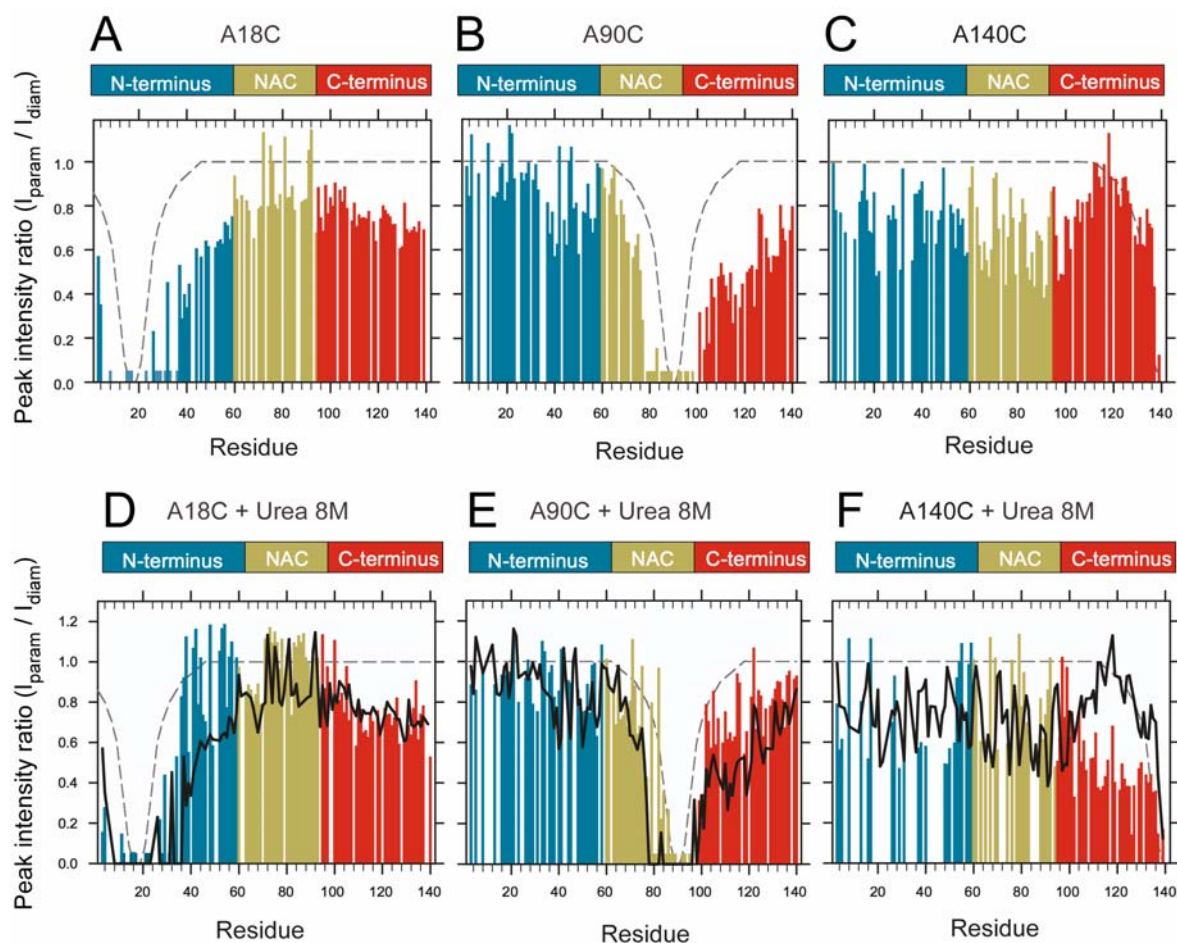 A A18C
N-terminus NAC C-terminus
Peak intensity ratio (Iparam / Idiam)
1.0
0.8
0.6
0.4
0.2
0.0
20 40 60 80 100 120 140
Residue
B A90C
N-terminus NAC C-terminus
20 40 60 80 100 120 140
Residue
C A140C
N-terminus NAC C-terminus
20 40 60 80 100 120 140
Residue
D A18C + Urea 8M
N-terminus NAC C-terminus
Peak intensity ratio (Iparam / Idiam)
1.2
1.0
0.8
0.6
0.4
0.2
0.0
20 40 60 80 100 120 140
Residue
E A90C + Urea 8M
N-terminus NAC C-terminus
20 40 60 80 100 120 140
Residue
F A140C + Urea 8M
N-terminus NAC C-terminus
20 40 60 80 100 120 140
Residue